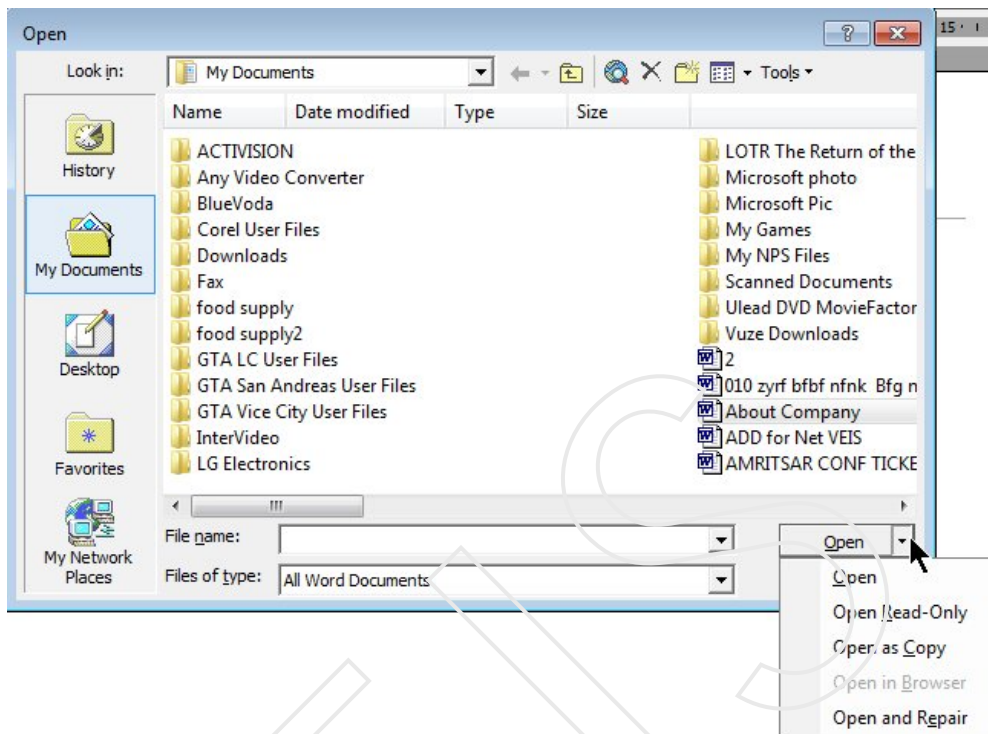 Open
15
Look in:
My Documents
Tools
Name Date modified Type Size
History
My Documents
Desktop
Favorites
My Network
Places
ACTIVISION
Any Video Converter
BlueVoda
Corel User Files
Downloads
Fax
food supply
food supply2
GTA LC User Files
GTA San Andreas User Files
GTA Vice City User Files
InterVideo
LG Electronics
LOTR The Return of the
Microsoft photo
Microsoft Pic
My Games
My NPS Files
Scanned Documents
Ulead DVD MovieFactor
Vuze Downloads
2
010 zyrf bfbf nfnk Bfg n
About Company
ADD for Net VEIS
AMRITSAR CONF TICKE
File name:
Files of type: All Word Documents
Open
Open
Open Read-Only
Open as Copy
Open in Browser
Open and Repair